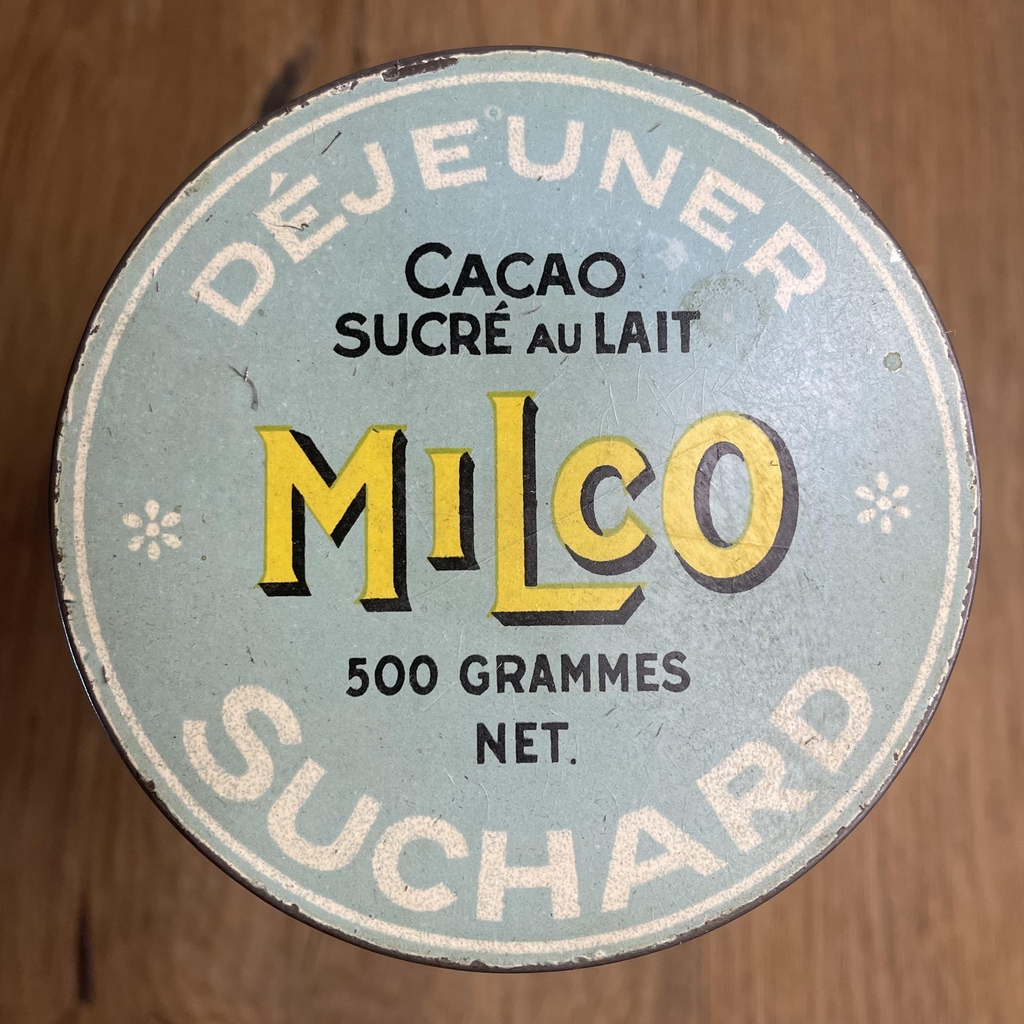 DÉJEUNER
CACAO
SUCRÉ AU LAIT
MILCO
500 GRAMMES
NET.
SUCHARD